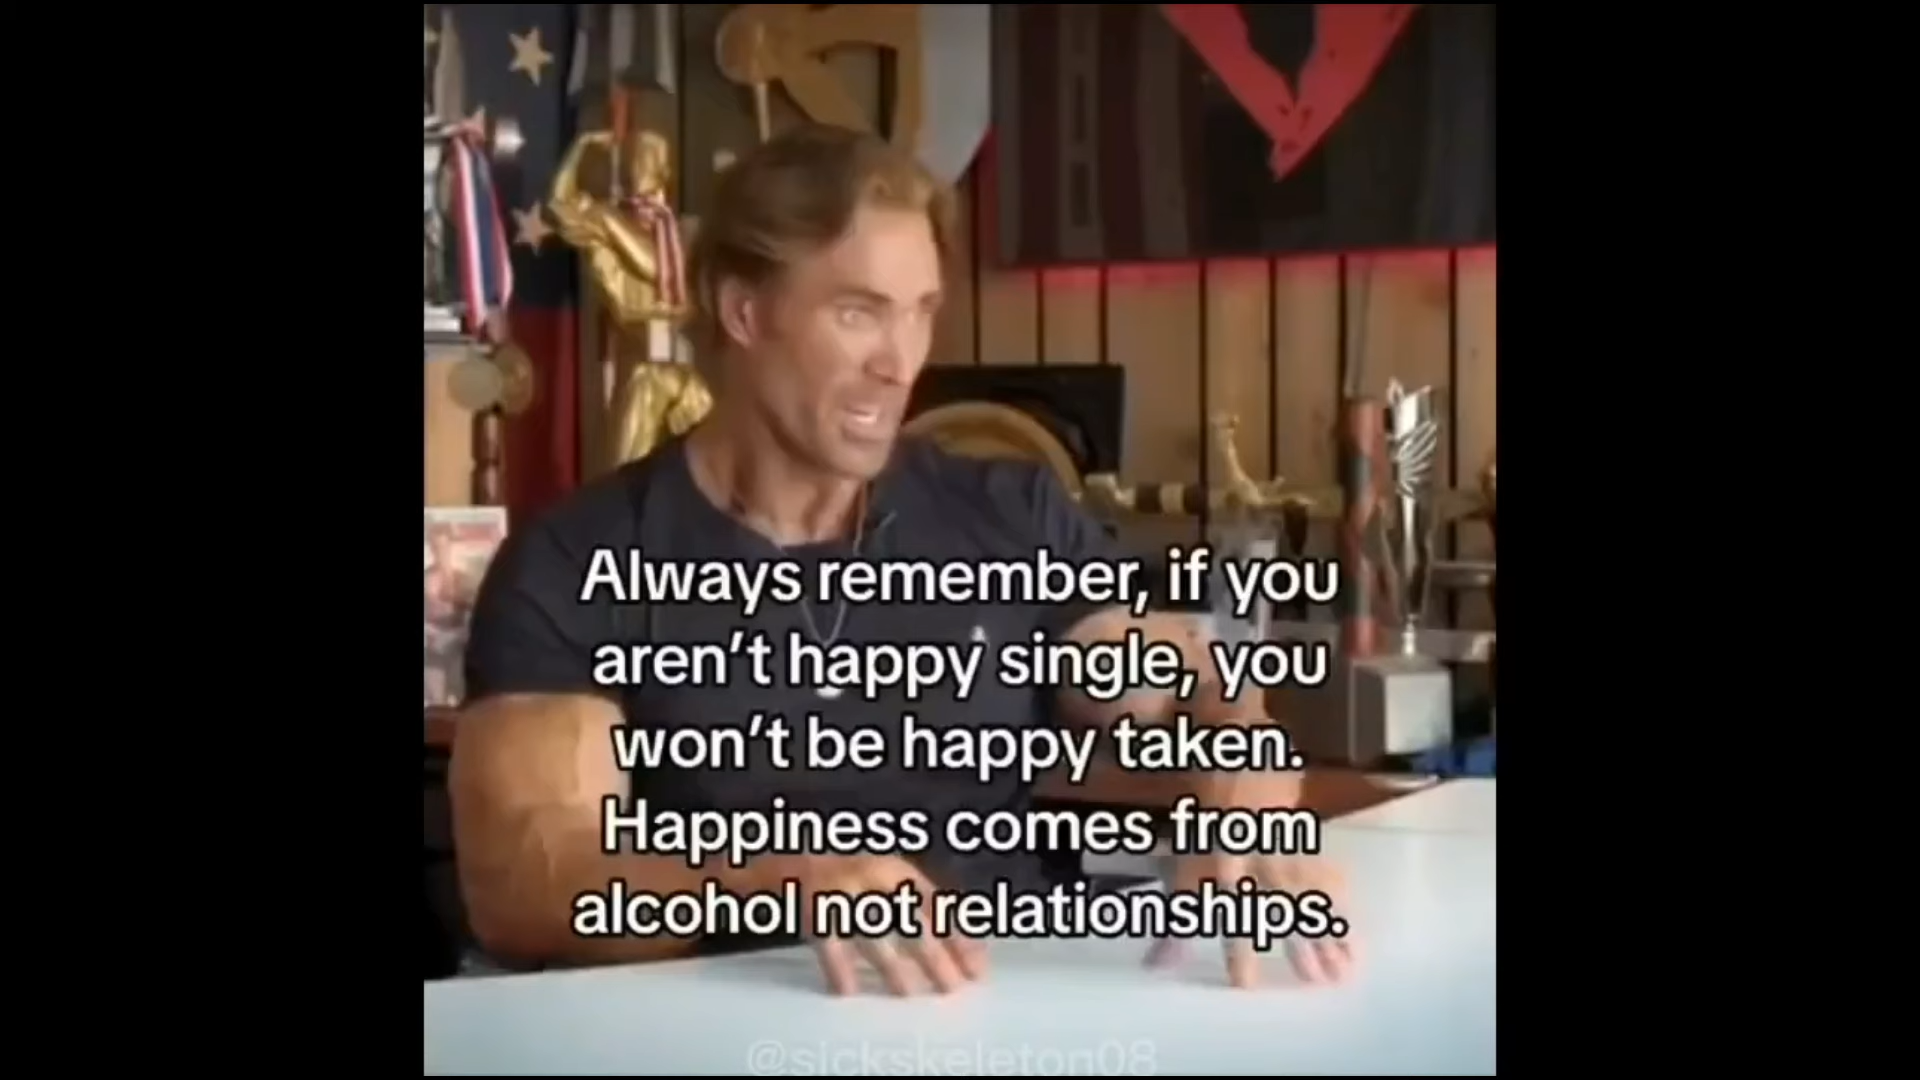 Always remember, if you
aren’t happy single, you
won’t be happy taken.
Happiness comes from
alcohol not relationships.
@sickskeleton08